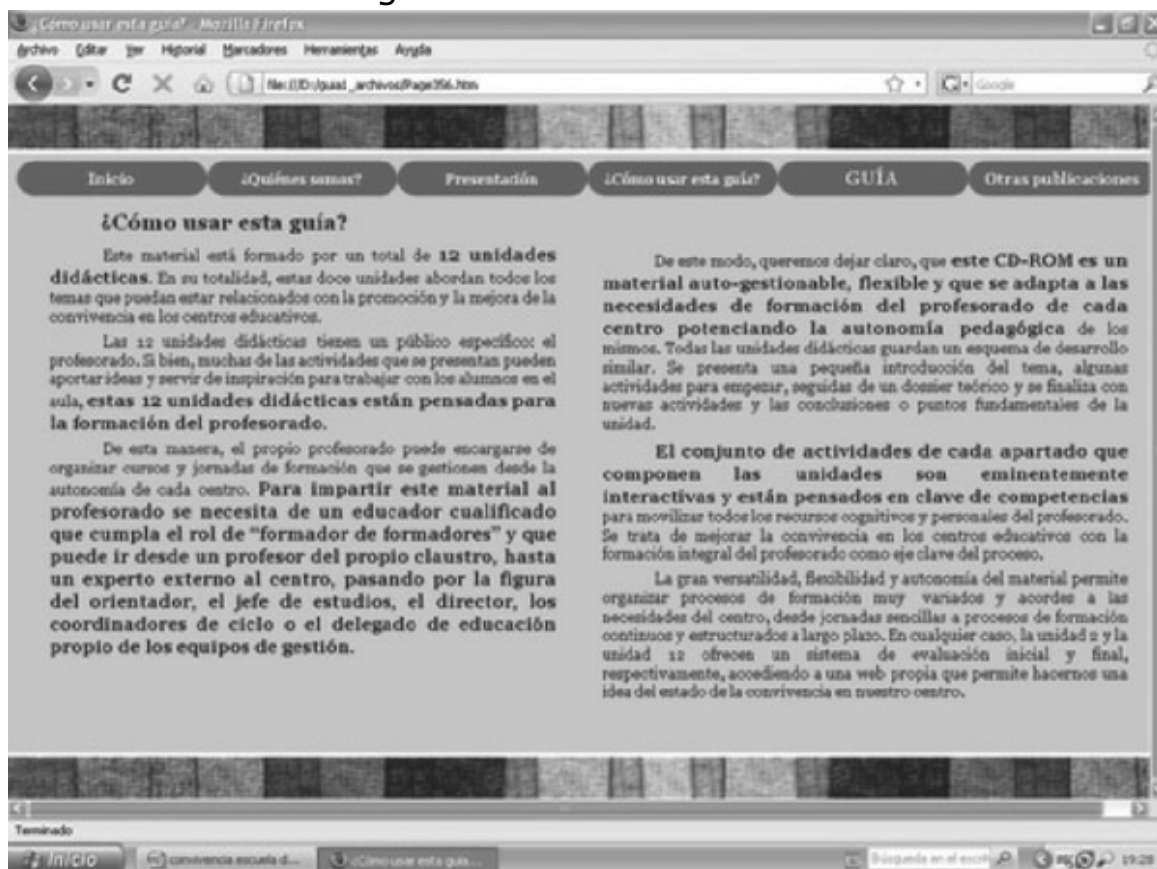 ¿Cómo usar esta guía? - Mozilla Firefox
Archivo Editar Ver Historial Marcadores Herramientas Ayuda
file:///D:/guiad_archivos/Page356.htm
Google
Inicio
¿Quiénes somos?
Presentación
¿Cómo usar esta guía?
GUÍA
Otras publicaciones
¿Cómo usar esta guía?
Este material está formado por un total de 12 unidades
didácticas. En su totalidad, estas doce unidades abordan todos los
temas que puedan estar relacionados con la promoción y la mejora de la
convivencia en los centros educativos.
Las 12 unidades didácticas tienen un público específico: el
profesorado. Si bien, muchas de las actividades que se presentan pueden
aportar ideas y servir de inspiración para trabajar con los alumnos en el
aula, estas 12 unidades didácticas están pensadas para
la formación del profesorado.
De esta manera, el propio profesorado puede encargarse de
organizar cursos y jornadas de formación que se gestionen desde la
autonomía de cada centro. Para impartir este material al
profesorado se necesita de un educador cualificado
que cumpla el rol de "formador de formadores" y que
puede ir desde un profesor del propio claustro, hasta
un experto externo al centro, pasando por la figura
del orientador, el jefe de estudios, el director, los
coordinadores de ciclo o el delegado de educación
propio de los equipos de gestión.
De este modo, queremos dejar claro, que este CD-ROM es un
material auto-gestionable, flexible y que se adapta a las
necesidades de formación del profesorado de cada
centro potenciando la autonomía pedagógica de los
mismos. Todas las unidades didácticas guardan un esquema de desarrollo
similar. Se presenta una pequeña introducción del tema, algunas
actividades para empezar, seguidas de un dossier teórico y se finaliza con
nuevas actividades y las conclusiones o puntos fundamentales de la
unidad.
El conjunto de actividades de cada apartado que
componen las unidades son eminentemente
interactivas y están pensados en clave de competencias
para movilizar todos los recursos cognitivos y personales del profesorado.
Se trata de mejorar la convivencia en los centros educativos con la
formación integral del profesorado como eje clave del proceso.
La gran versatilidad, flexibilidad y autonomía del material permite
organizar procesos de formación muy variados y acordes a las
necesidades del centro, desde jornadas sencillas a procesos de formación
continuos y estructurados a largo plazo. En cualquier caso, la unidad 2 y la
unidad 12 ofrecen un sistema de evaluación inicial y final,
respectivamente, accediendo a una web propia que permite hacernos una
idea del estado de la convivencia en nuestro centro.
Terminado
Inicio
convivencia escuela d...
¿Cómo usar esta guía...
Búsqueda en el escri
19:28